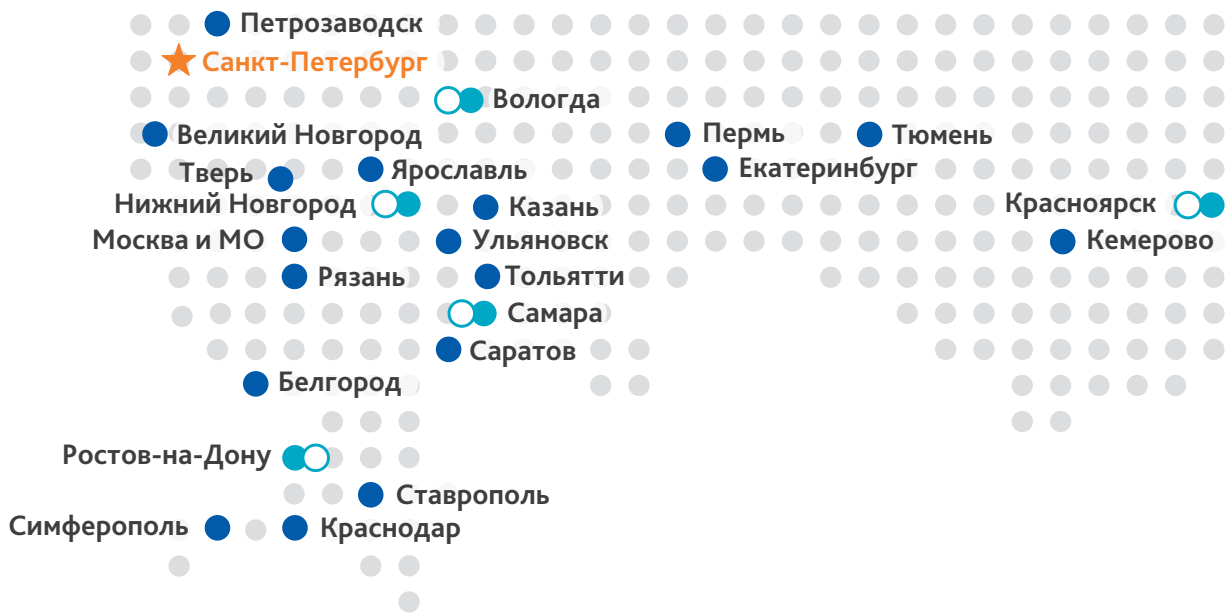 Петрозаводск
Санкт-Петербург
Вологда
Великий Новгород
Пермь
Тюмень
Тверь
Ярославль
Екатеринбург
Нижний Новгород
Казань
Красноярск
Москва и МО
Ульяновск
Кемерово
Рязань
Тольятти
Самара
Саратов
Белгород
Ростов-на-Дону
Ставрополь
Симферополь
Краснодар